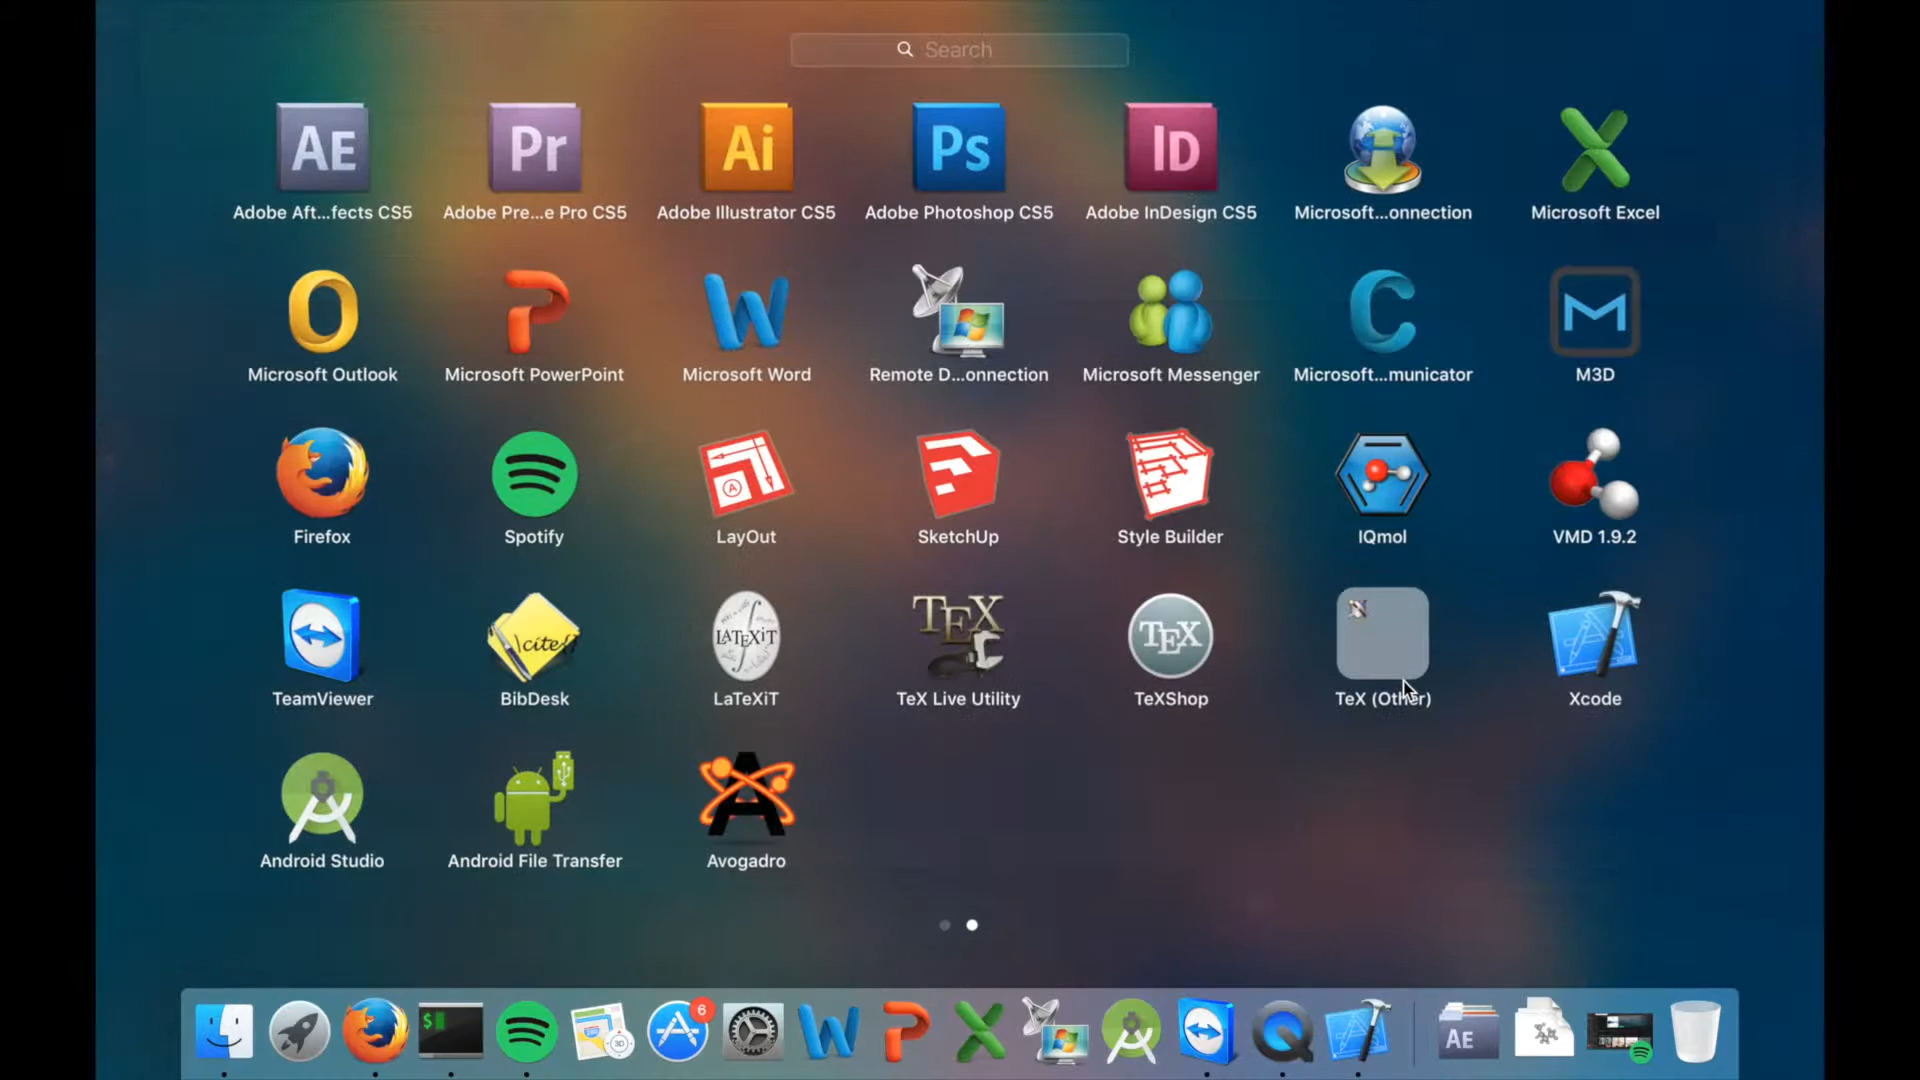 Search
AE Pr Ai Ps ID
Adobe Aft...fects CS5 Adobe Pre...e Pro CS5 Adobe Illustrator CS5 Adobe Photoshop CS5 Adobe InDesign CS5 Microsoft...onnection Microsoft Excel
Microsoft Outlook Microsoft PowerPoint Microsoft Word Remote D...onnection Microsoft Messenger Microsoft...municator M3D
A
Firefox Spotify LayOut SketchUp Style Builder IQmol VMD 1.9.2
\cite{} LATEXiT TEX TEX
TeamViewer BibDesk LaTeXiT TeX Live Utility TeXShop TeX (Other) Xcode
Android Studio Android File Transfer Avogadro
$ 3D 6 AE